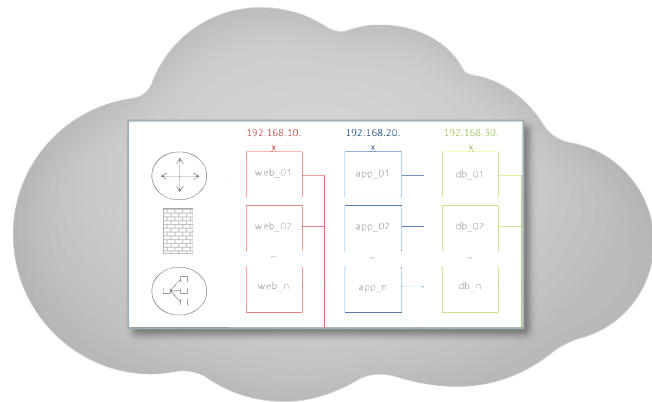 192.168.10. 192.168.20. 192.168.30.
x x x
web_01 app_01 db_01
web_02 app_02 db_02
... ... ...
web_n app_n db_n